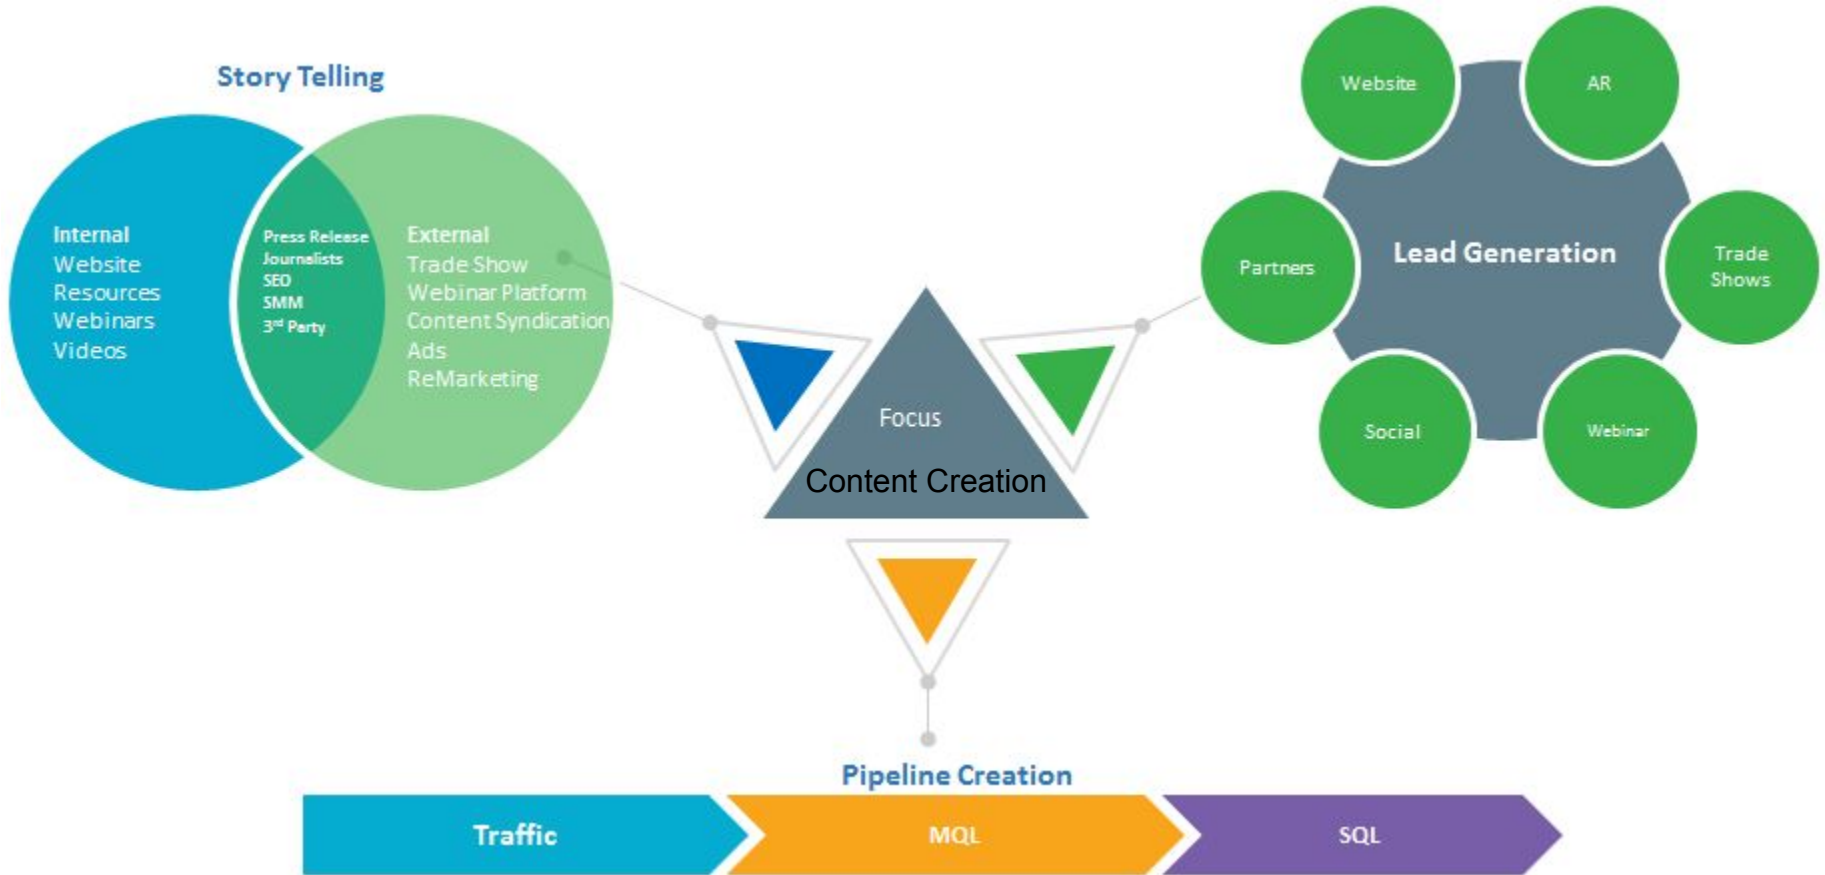 Story Telling
Internal
Website
Resources
Webinars
Videos
Press Release
Journalists
SEO
SMM
3rd Party
External
Trade Show
Webinar Platform
Content Syndication
Ads
ReMarketing
Focus
Content Creation
Website
AR
Partners
Lead Generation
Trade
Shows
Social
Webinar
Pipeline Creation
Traffic
MQL
SQL